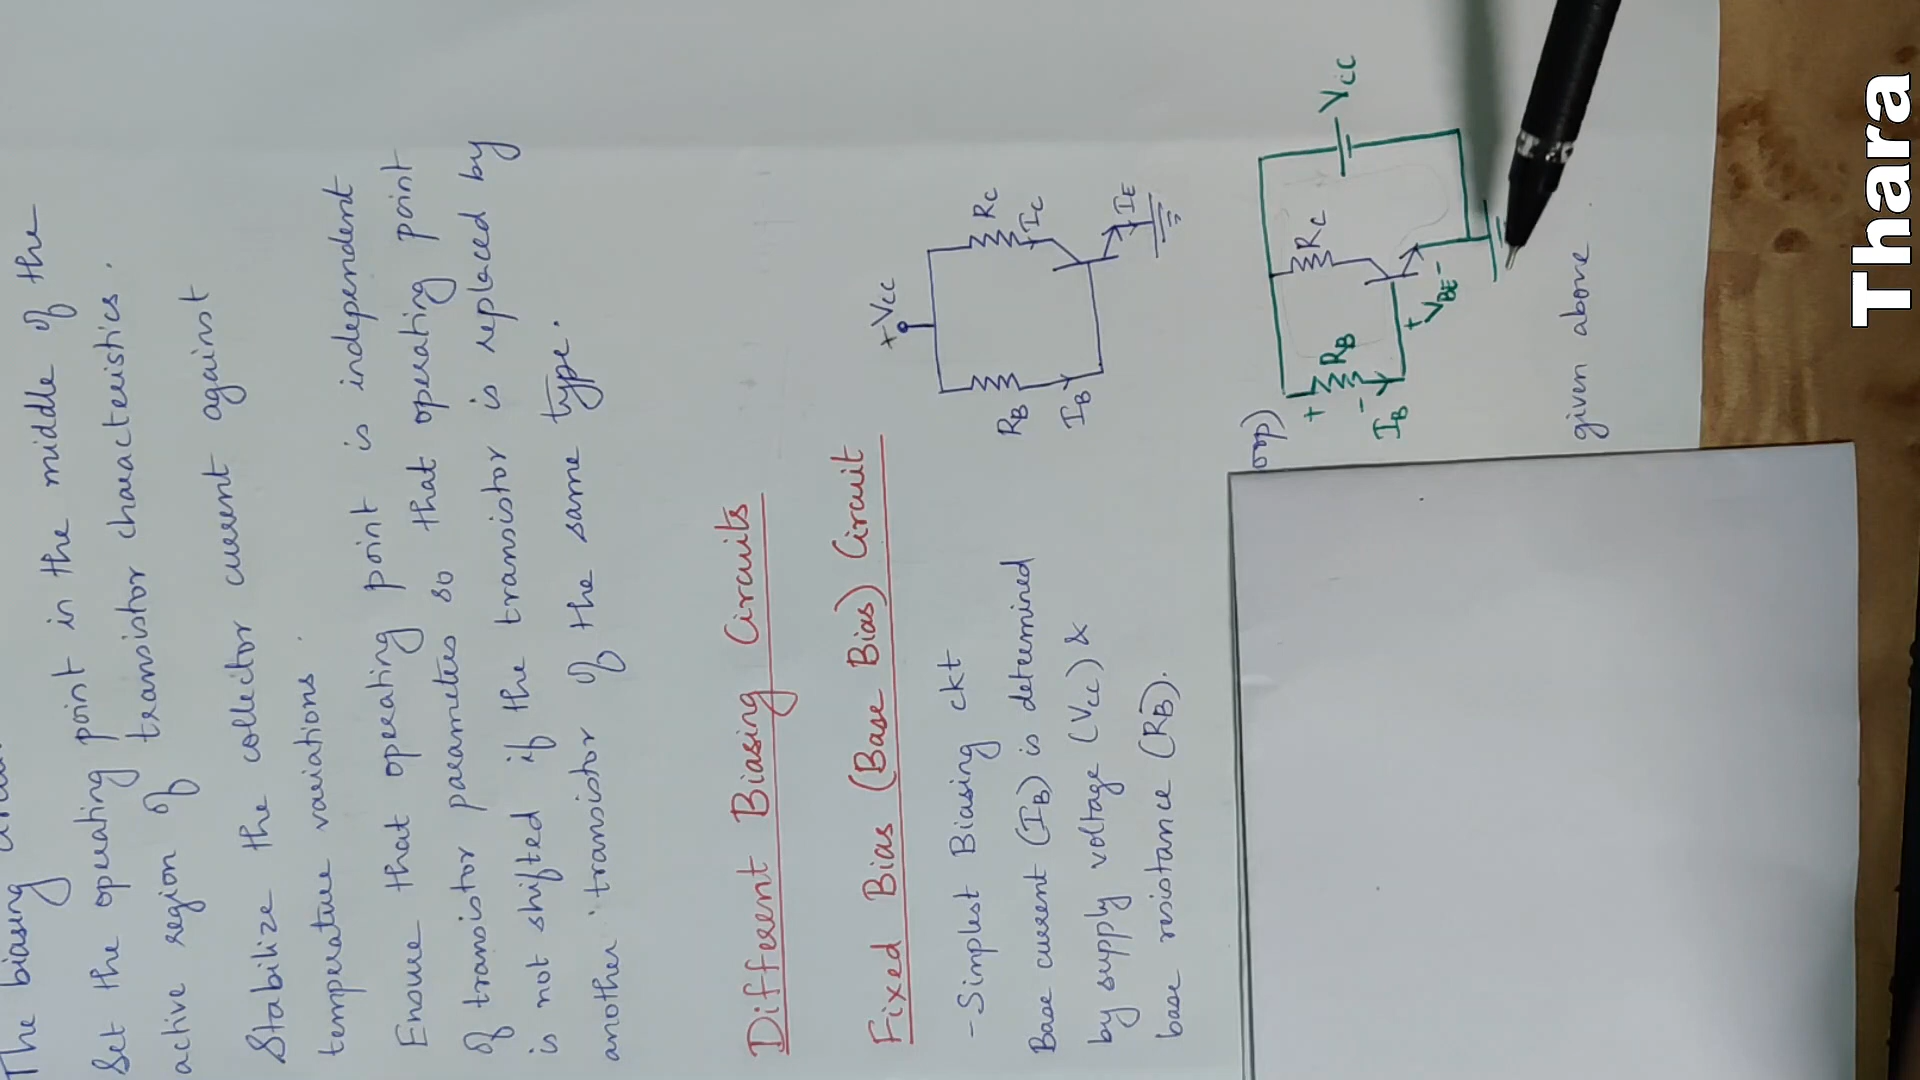 The biasing
Set the operating point in the middle of the
active region of transistor characteristics.
Stabilize the collector current against
temperature variations.
Ensure that operating point is independent
of transistor parameters so that operating point
is not shifted if the transistor is replaced by
another transistor of the same type.
Different Biasing Circuits
Fixed Bias (Base Bias) Circuit
- Simplest Biasing ckt
Base current (IB) is determined
by supply voltage (Vcc) &
base resistance (RB).
+Vcc
RB
RC
IB
IC
IE
oop)
+
RB
-
IB
RC
Vcc
+ VBE -
given above.
Thara